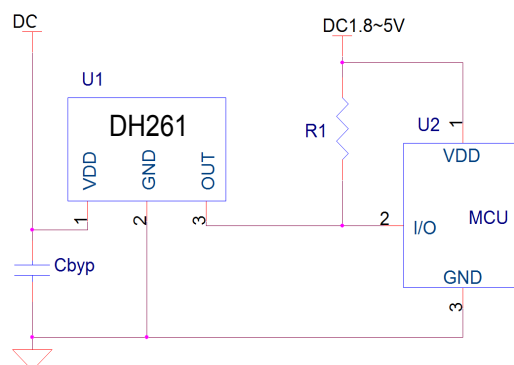 DC
DC1.8~5V
U1
DH261
VDD
GND
OUT
1
2
3
R1
U2
1
VDD
2
I/O
MCU
GND
3
Cbyp